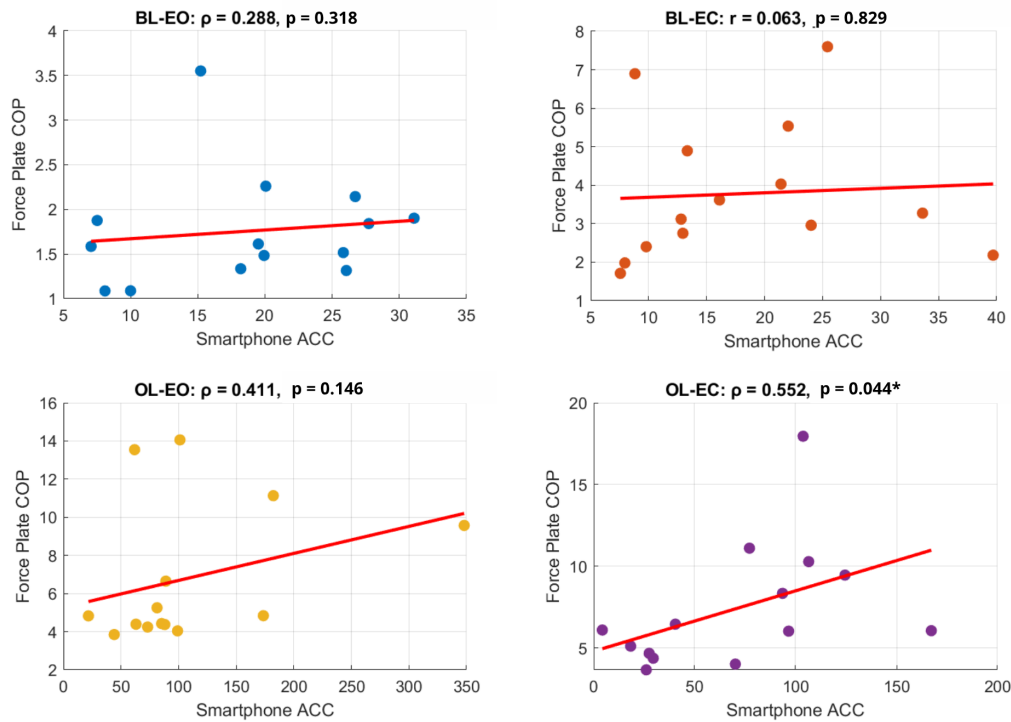 BL-EO: ρ = 0.288, p = 0.318
4
3.5
3
2.5
2
1.5
1
Force Plate COP
5 10 15 20 25 30 35
Smartphone ACC
BL-EC: r = 0.063, p = 0.829
8
7
6
5
4
3
2
1
Force Plate COP
5 10 15 20 25 30 35 40
Smartphone ACC
OL-EO: ρ = 0.411, p = 0.146
16
14
12
10
8
6
4
2
Force Plate COP
0 50 100 150 200 250 300 350
Smartphone ACC
OL-EC: ρ = 0.552, p = 0.044*
20
15
10
5
Force Plate COP
0 50 100 150 200
Smartphone ACC